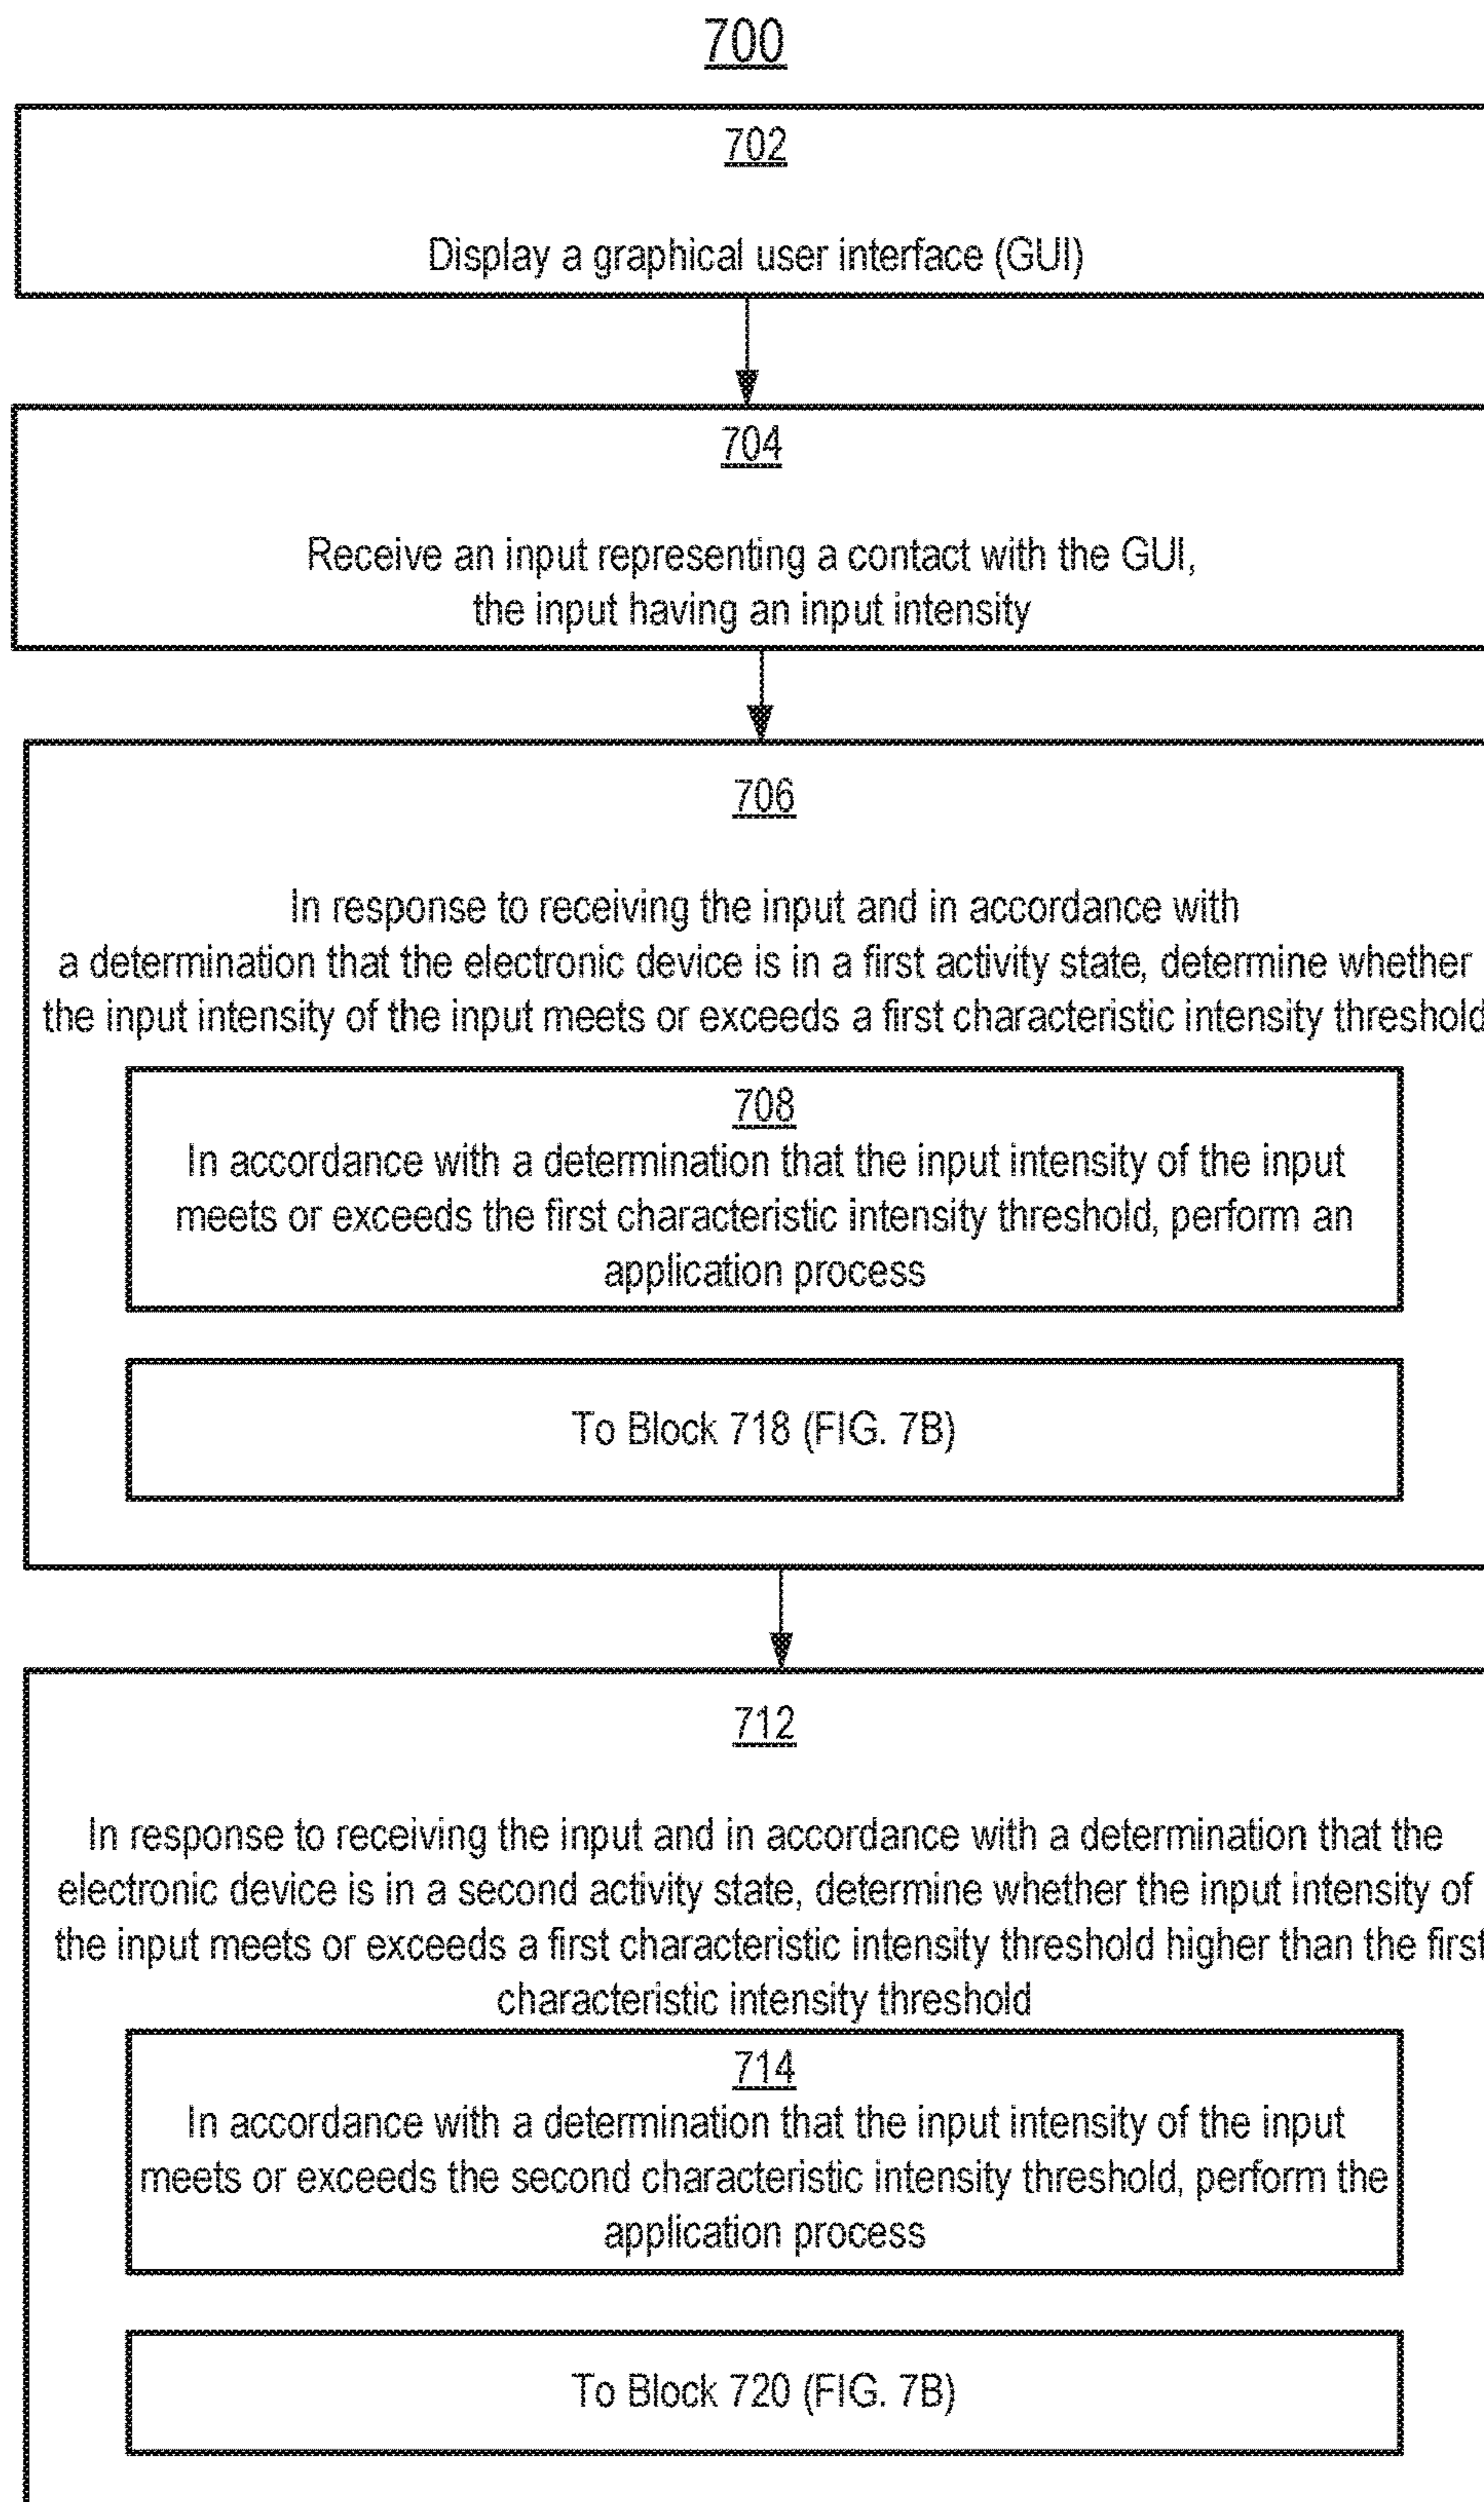 700
702
Display a graphical user interface (GUI)
704
Receive an input representing a contact with the GUI,
the input having an input intensity
706
In response to receiving the input and in accordance with
a determination that the electronic device is in a first activity state, determine whether
the input intensity of the input meets or exceeds a first characteristic intensity threshold
708
In accordance with a determination that the input intensity of the input
meets or exceeds the first characteristic intensity threshold, perform an
application process
To Block 718 (FIG. 7B)
712
In response to receiving the input and in accordance with a determination that the
electronic device is in a second activity state, determine whether the input intensity of
the input meets or exceeds a first characteristic intensity threshold higher than the first
characteristic intensity threshold
714
In accordance with a determination that the input intensity of the input
meets or exceeds the second characteristic intensity threshold, perform the
application process
To Block 720 (FIG. 7B)